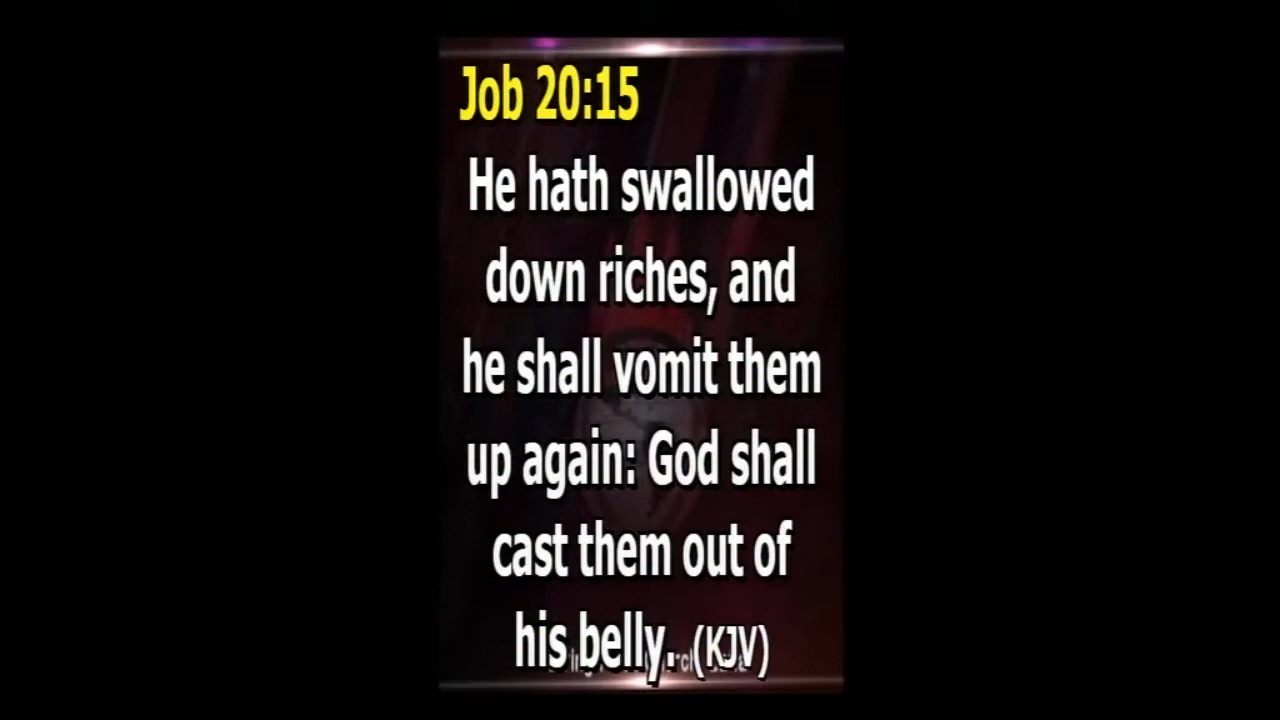 Job 20:15
He hath swallowed
down riches, and
he shall vomit them
up again: God shall
cast them out of
his belly. (KJV)